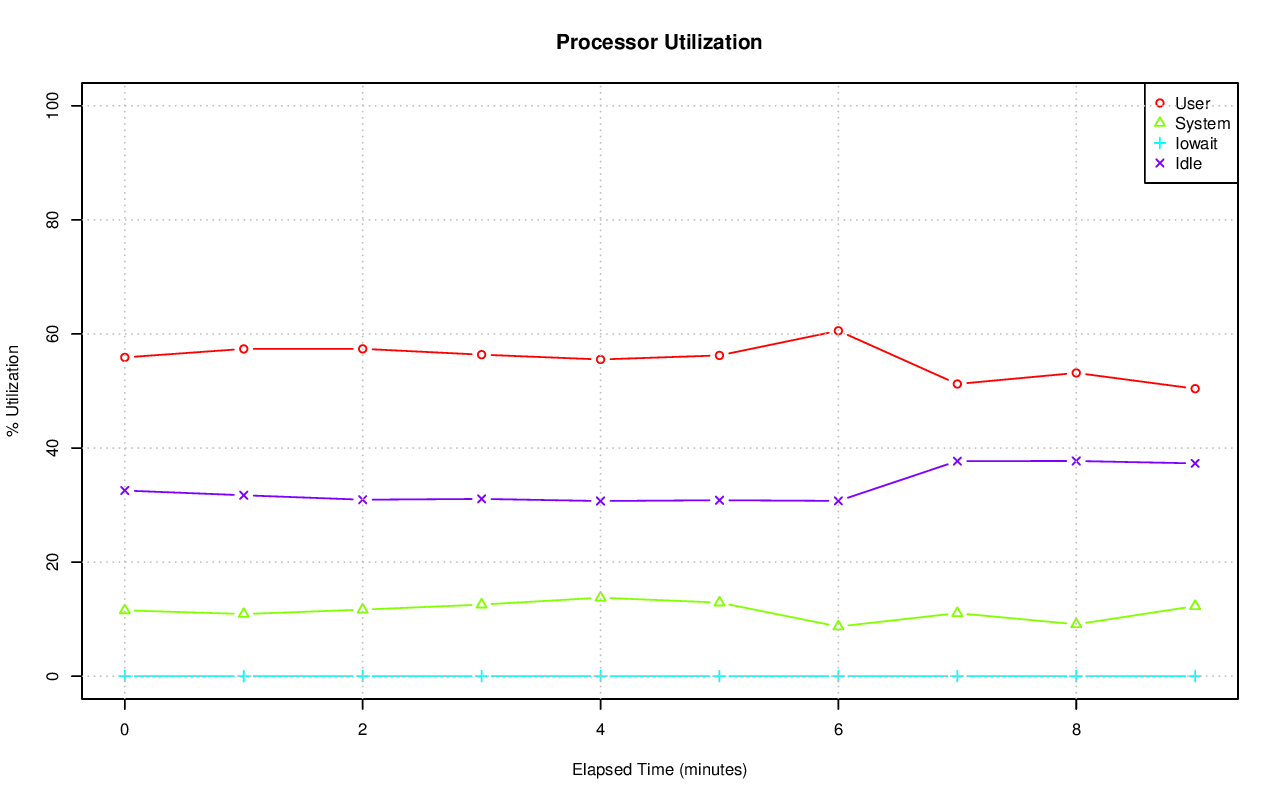 Processor Utilization
User
System
Iowait
Idle
% Utilization
100
80
60
40
20
0
0 2 4 6 8
Elapsed Time (minutes)